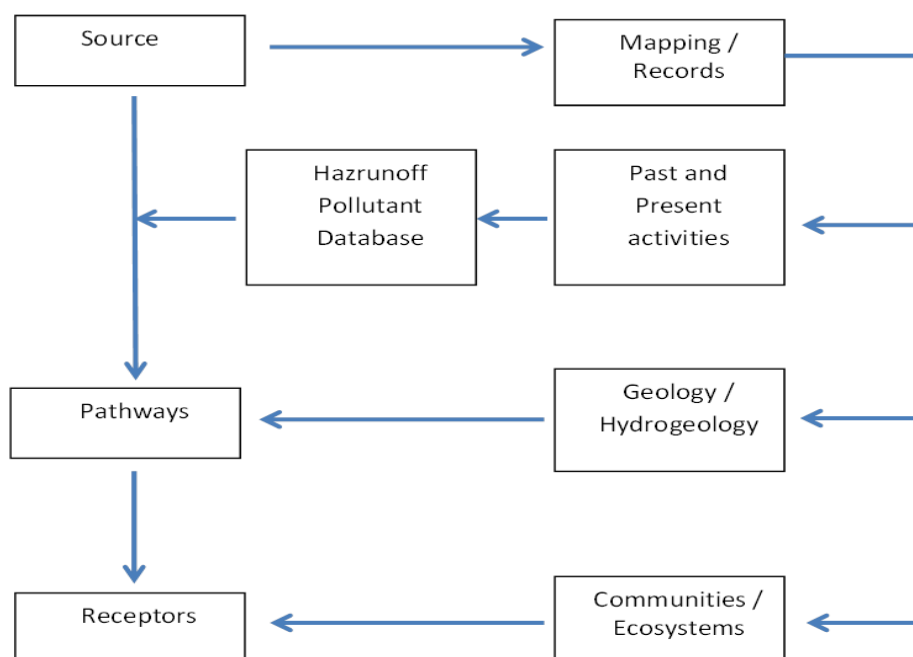 Source
Mapping /
Records
Hazrunoff
Pollutant
Database
Past and
Present
activities
Pathways
Geology /
Hydrogeology
Receptors
Communities /
Ecosystems